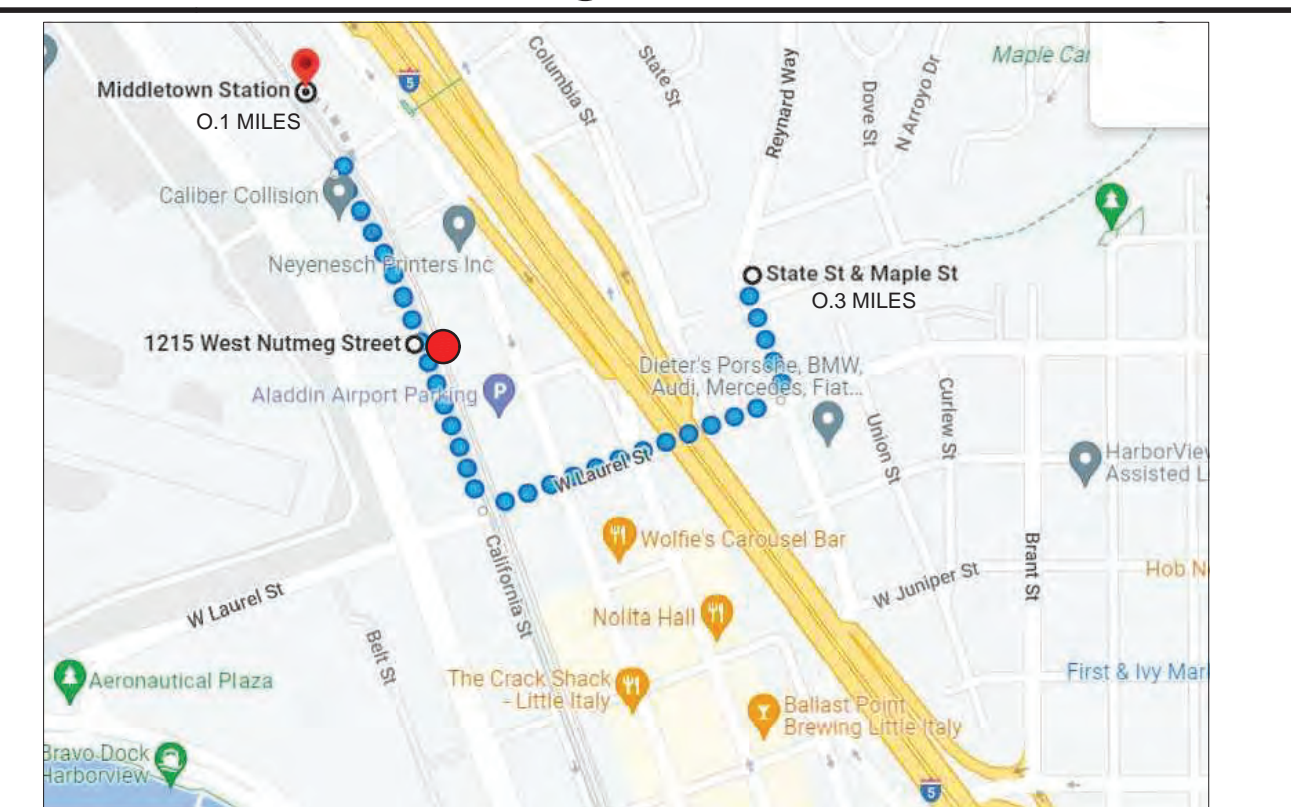 Middletown Station
O.1 MILES
5
Columbia St
State St
Reynard Way
Dove St
N Arroyo Dr
Maple Can
Caliber Collision
Neyenesch Printers Inc
State St & Maple St
O.3 MILES
1215 West Nutmeg Street
Aladdin Airport Parking
P
Dieter's Porsche, BMW,
Audi, Mercedes, Fiat...
Union St
Curlew St
HarborView
Assisted L
W Laurel St
Wolfie's Carousel Bar
California St
Brant St
Hob N
W Juniper St
W Laurel St
Nolita Hall
Belt St
First & Ivy Mar
Aeronautical Plaza
The Crack Shack
- Little Italy
Ballast Point
Brewing Little Italy
Bravo Dock
Harborview
5